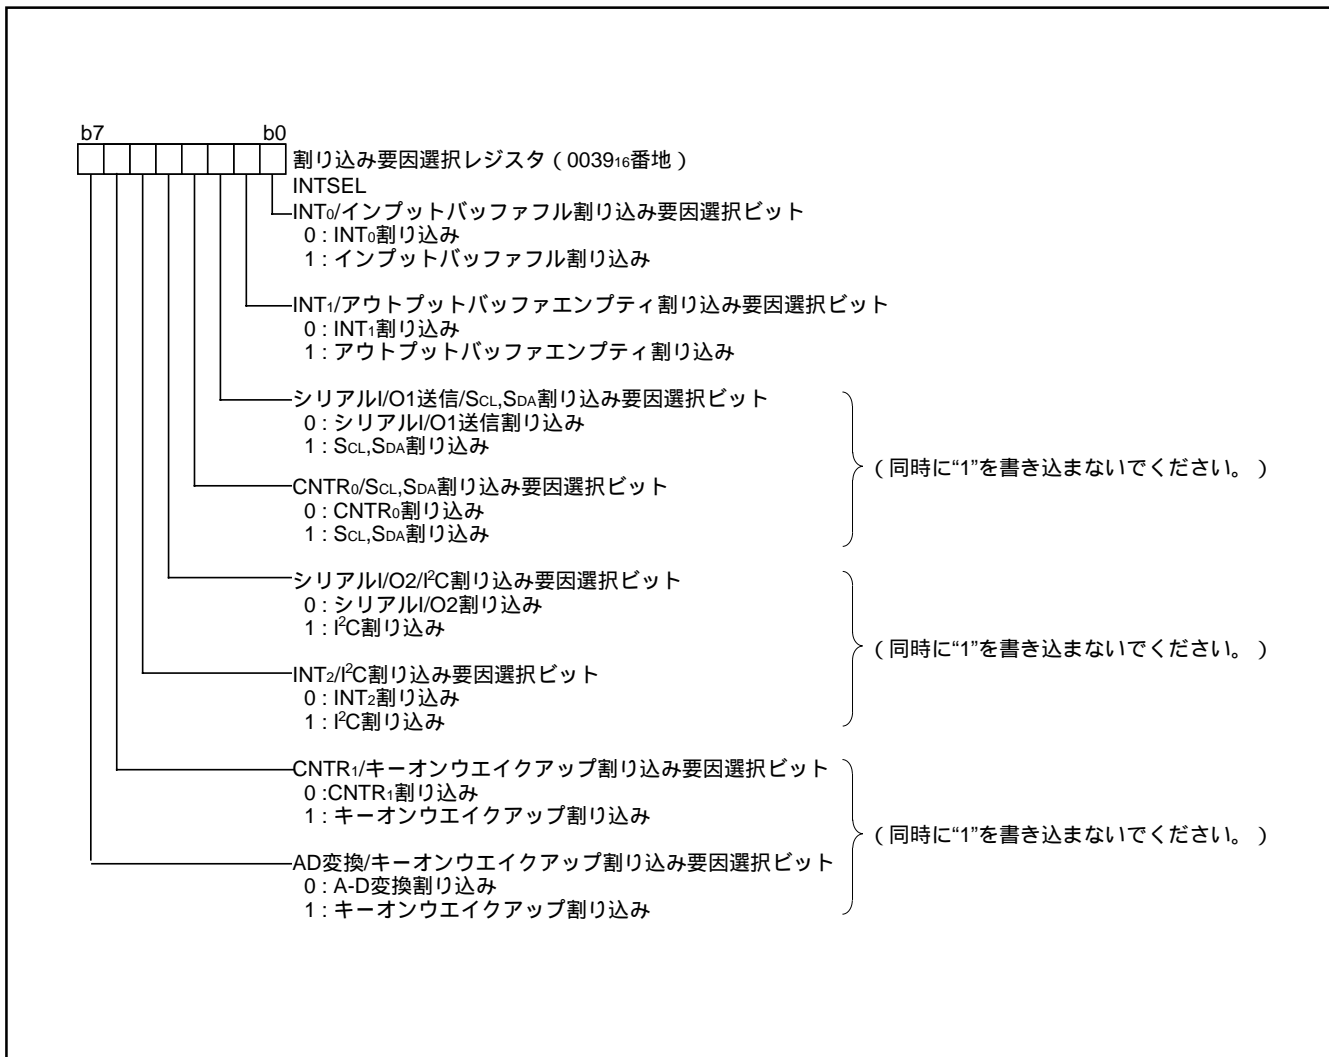 b7 b0
割り込み要因選択レジスタ ( 003916番地 )
INTSEL
INT0/インプットバッファフル割り込み要因選択ビット
0 : INT0割り込み
1 : インプットバッファフル割り込み
INT1/アウトプットバッファエンプティ割り込み要因選択ビット
0 : INT1割り込み
1 : アウトプットバッファエンプティ割り込み
シリアルI/O1送信/SCL,SDA割り込み要因選択ビット
0 : シリアルI/O1送信割り込み
1 : SCL,SDA割り込み
( 同時に“1”を書き込まないでください。 )
CNTR0/SCL,SDA割り込み要因選択ビット
0 : CNTR0割り込み
1 : SCL,SDA割り込み
シリアルI/O2/I²C割り込み要因選択ビット
0 : シリアルI/O2割り込み
1 : I²C割り込み
( 同時に“1”を書き込まないでください。 )
INT2/I²C割り込み要因選択ビット
0 : INT2割り込み
1 : I²C割り込み
CNTR1/キーオンウエイクアップ割り込み要因選択ビット
0 :CNTR1割り込み
1 : キーオンウエイクアップ割り込み
( 同時に“1”を書き込まないでください。 )
AD変換/キーオンウエイクアップ割り込み要因選択ビット
0 : A-D変換割り込み
1 : キーオンウエイクアップ割り込み